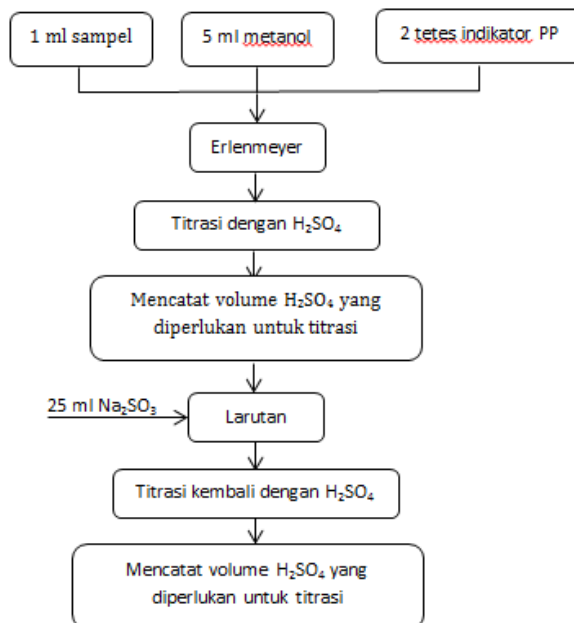 1 ml sampel
5 ml metanol
2 tetes indikator PP
Erlenmeyer
Titrasi dengan H₂SO₄
Mencatat volume H₂SO₄ yang
diperlukan untuk titrasi
25 ml Na₂SO₃
Larutan
Titrasi kembali dengan H₂SO₄
Mencatat volume H₂SO₄ yang
diperlukan untuk titrasi